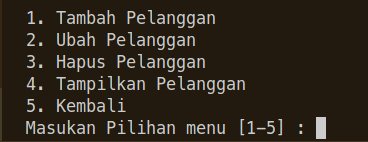 1. Tambah Pelanggan
2. Ubah Pelanggan
3. Hapus Pelanggan
4. Tampilkan Pelanggan
5. Kembali
Masukan Pilihan menu [1-5] :